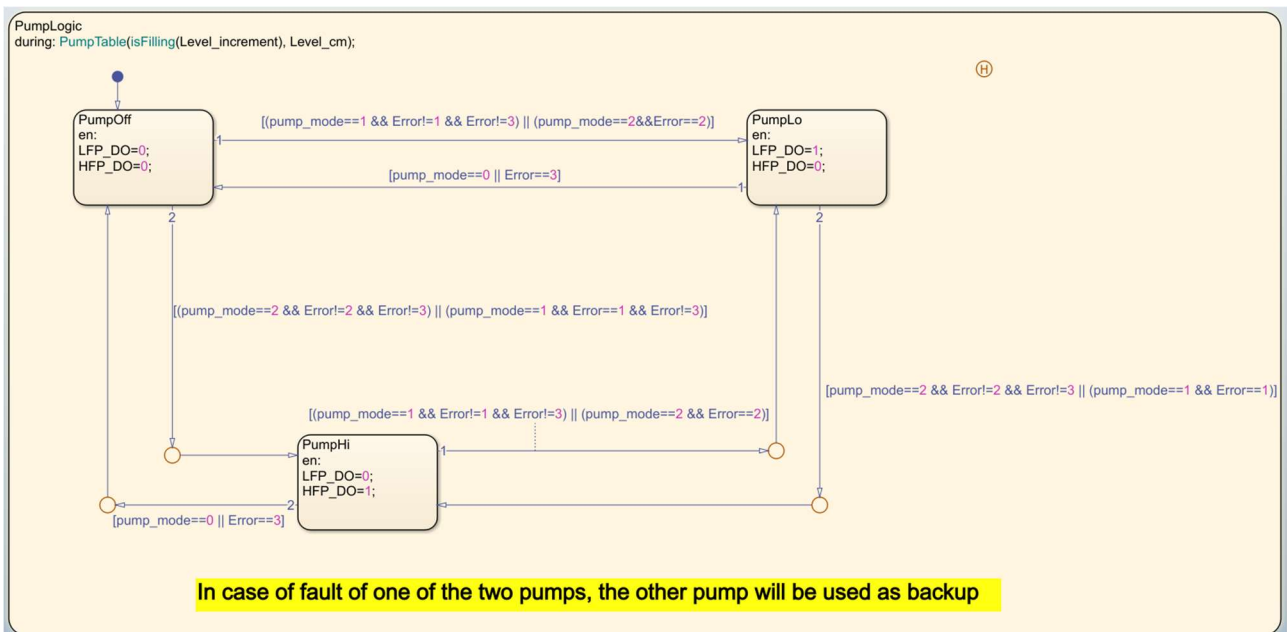 PumpLogic
during: PumpTable(isFilling(Level_increment), Level_cm);
H
PumpOff
en:
LFP_DO=0;
HFP_DO=0;
1
[(pump_mode==1 && Error!=1 && Error!=3) || (pump_mode==2&&Error==2)]
PumpLo
en:
LFP_DO=1;
HFP_DO=0;
[pump_mode==0 || Error==3]
1
2
2
[(pump_mode==2 && Error!=2 && Error!=3) || (pump_mode==1 && Error==1 && Error!=3)]
[pump_mode==2 && Error!=2 && Error!=3 || (pump_mode==1 && Error==1)]
[(pump_mode==1 && Error!=1 && Error!=3) || (pump_mode==2 && Error==2)]
PumpHi
en:
LFP_DO=0;
HFP_DO=1;
1
2
[pump_mode==0 || Error==3]
In case of fault of one of the two pumps, the other pump will be used as backup